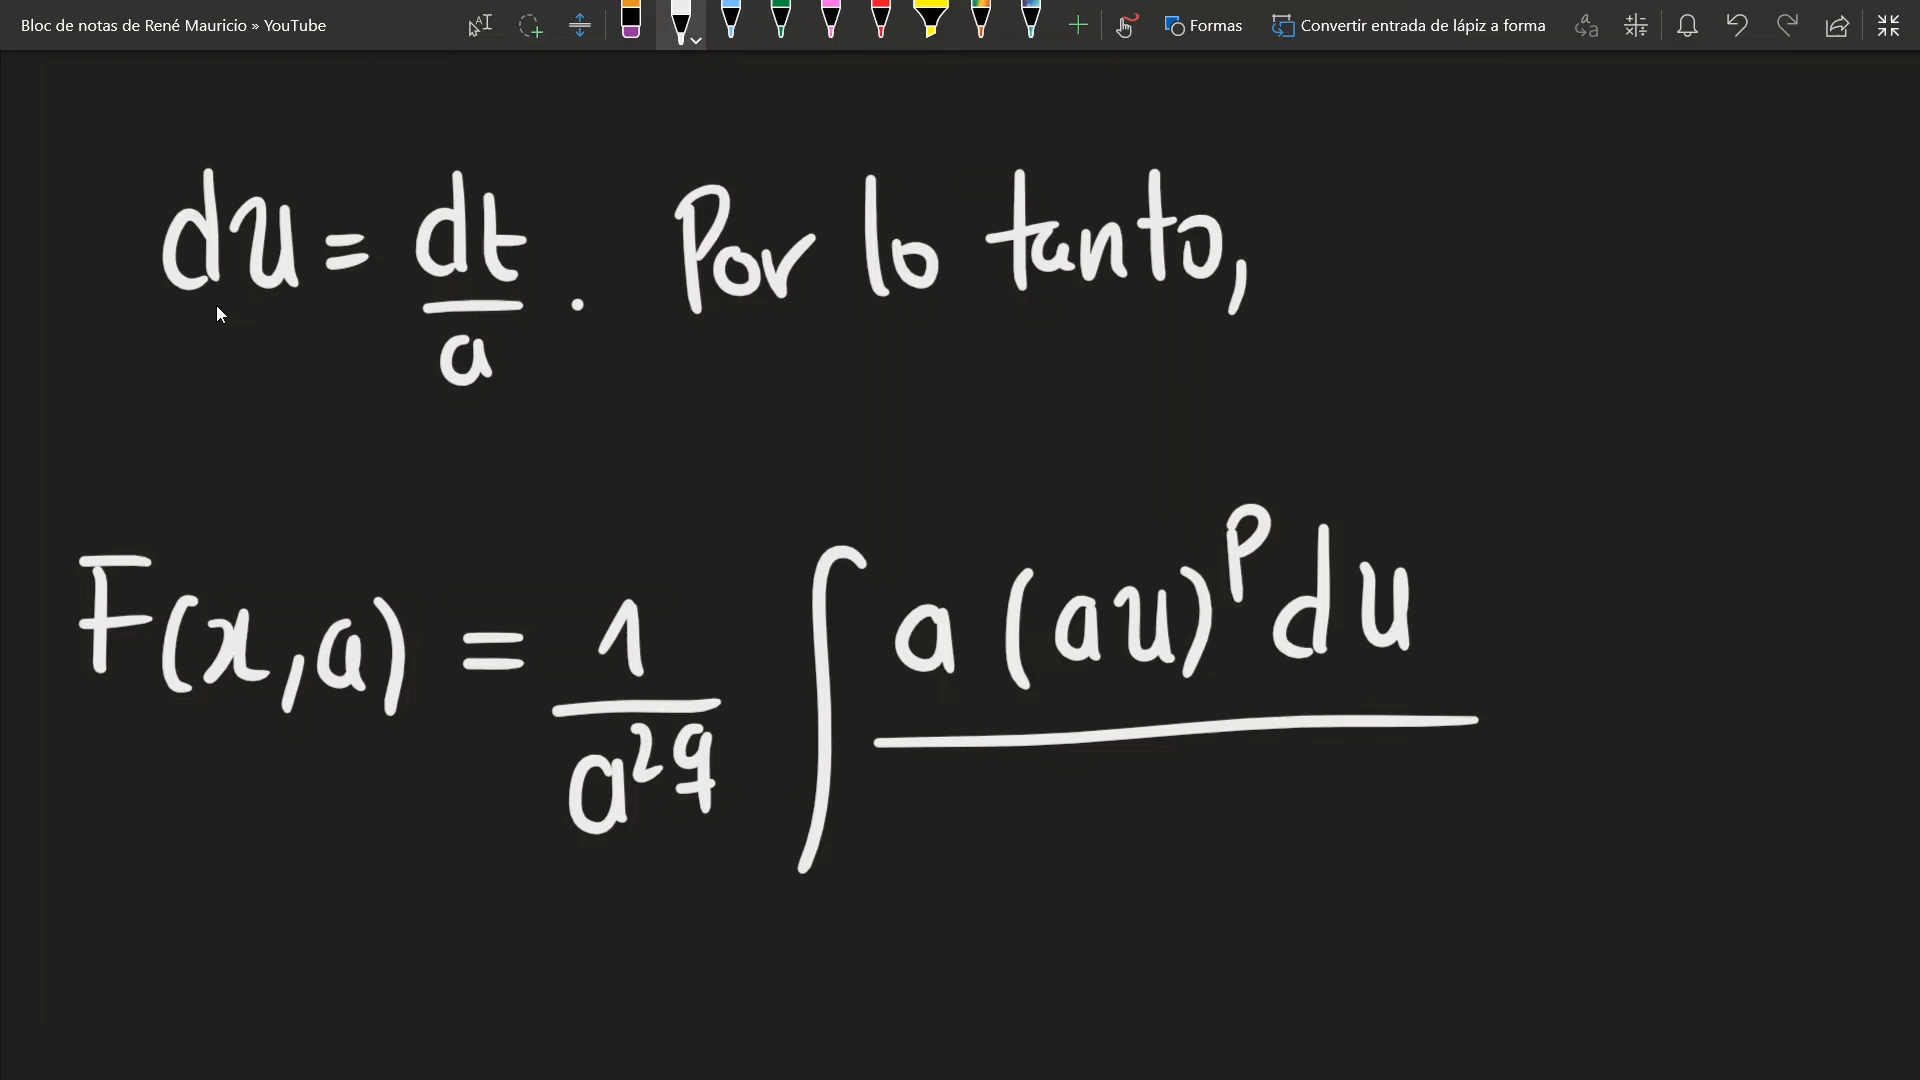 Bloc de notas de René Mauricio » YouTube
Formas
Convertir entrada de lápiz a forma
du = dt/a . Por lo tanto,
F(x,a) = 1/a^{2q} ∫ a (au)^p du